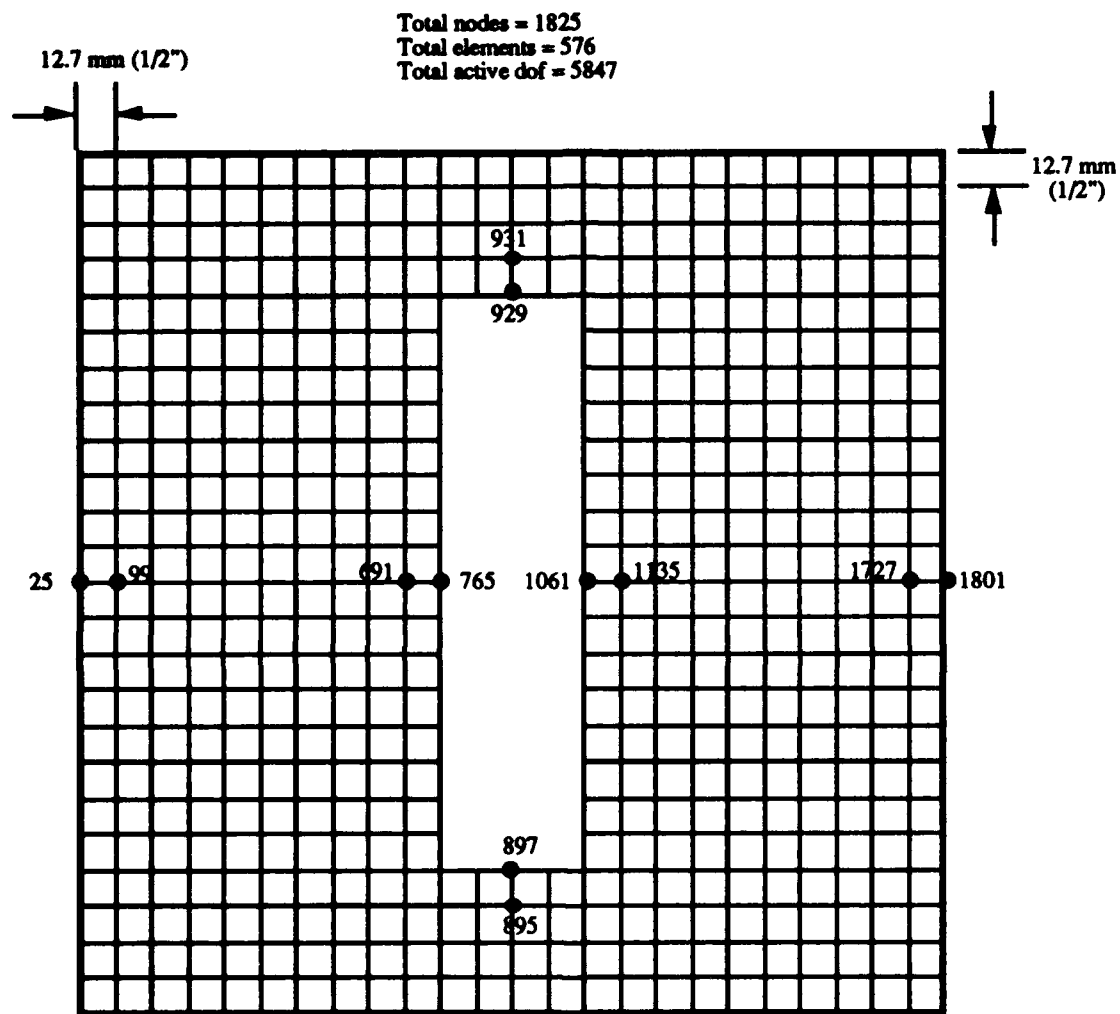 Total nodes = 1825
Total elements = 576
Total active dof = 5847
12.7 mm (1/2")
12.7 mm
(1/2")
931
929
25
99
691
765
1061
1135
1727
1801
897
895